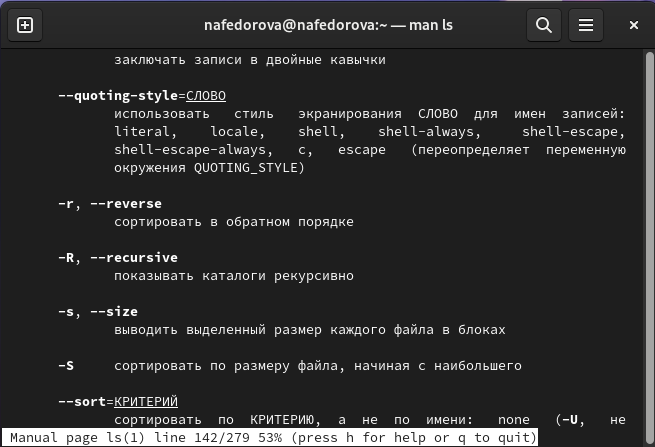 nafedorova@nafedorova:~ — man ls
заключать записи в двойные кавычки
--quoting-style=СЛОВО
использовать стиль экранирования СЛОВО для имен записей:
literal, locale, shell, shell-always, shell-escape,
shell-escape-always, c, escape (переопределяет переменную
окружения QUOTING_STYLE)
-r, --reverse
сортировать в обратном порядке
-R, --recursive
показывать каталоги рекурсивно
-s, --size
выводить выделенный размер каждого файла в блоках
-S сортировать по размеру файла, начиная с наибольшего
--sort=КРИТЕРИЙ
сортировать по КРИТЕРИЮ, а не по имени: none (-U, не
Manual page ls(1) line 142/279 53% (press h for help or q to quit)